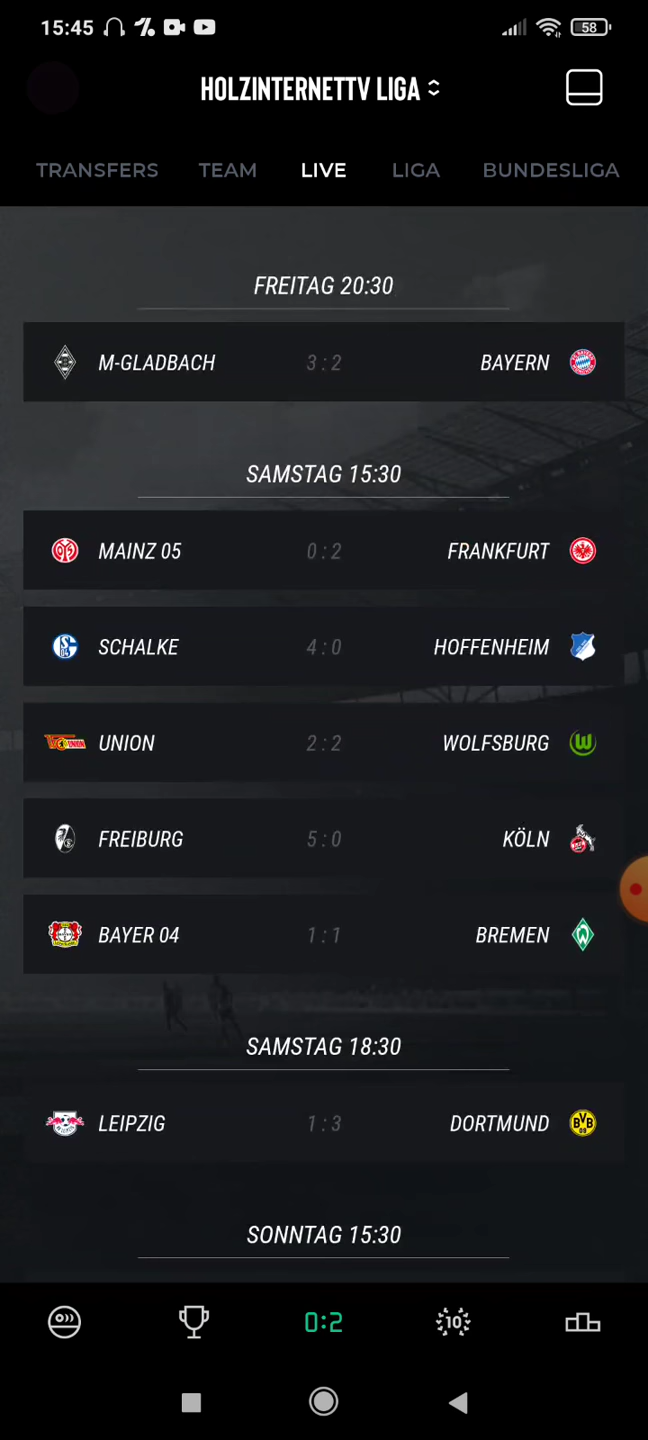 15:45 58
HOLZINTERNETTV LIGA
TRANSFERS TEAM LIVE LIGA BUNDESLIGA
FREITAG 20:30
M-GLADBACH 3:2 BAYERN
SAMSTAG 15:30
MAINZ 05 0:2 FRANKFURT
SCHALKE 4:0 HOFFENHEIM
UNION 2:2 WOLFSBURG
FREIBURG 5:0 KÖLN
BAYER 04 1:1 BREMEN
SAMSTAG 18:30
LEIPZIG 1:3 DORTMUND
SONNTAG 15:30
0:2 10